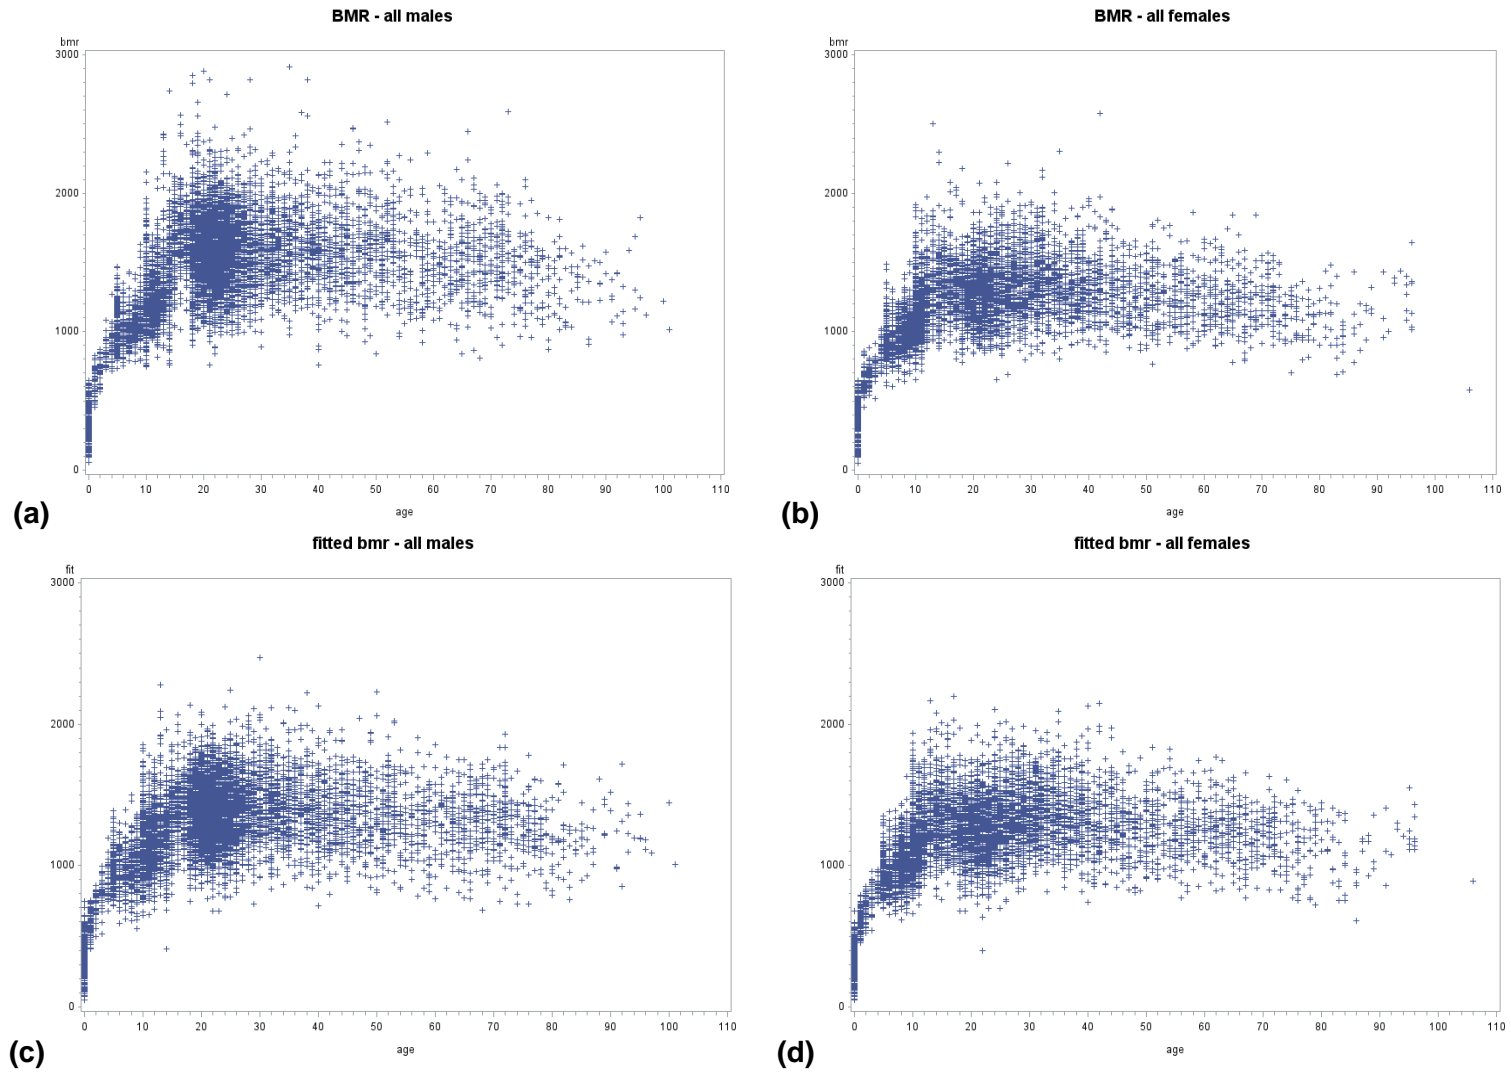 BMR - all males
bmr
3000
2000
1000
0
0 10 20 30 40 50 60 70 80 90 100 110
age
(a)
BMR - all females
bmr
3000
2000
1000
0
0 10 20 30 40 50 60 70 80 90 100 110
age
(b)
fitted bmr - all males
fit
3000
2000
1000
0
0 10 20 30 40 50 60 70 80 90 100 110
age
(c)
fitted bmr - all females
fit
3000
2000
1000
0
0 10 20 30 40 50 60 70 80 90 100 110
age
(d)